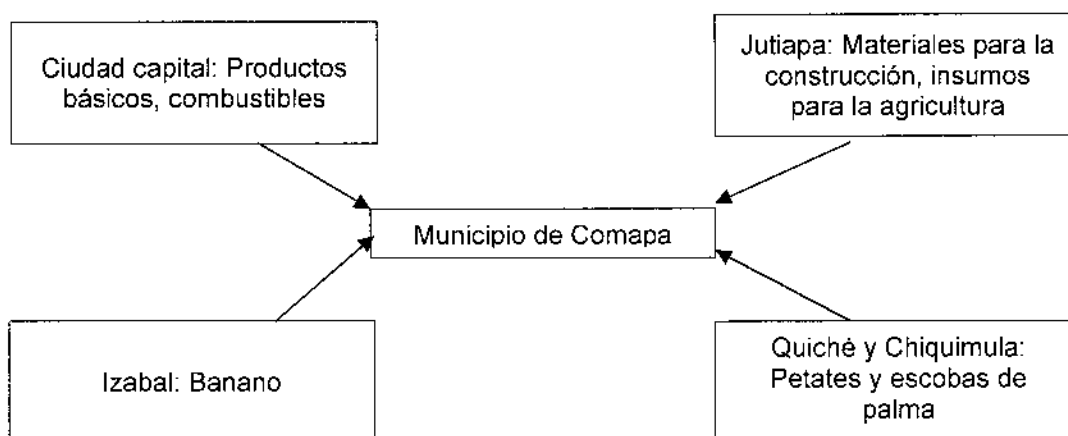 Ciudad capital: Productos
básicos, combustibles
Jutiapa: Materiales para la
construcción, insumos
para la agricultura
Municipio de Comapa
Izabal: Banano
Quiché y Chiquimula:
Petates y escobas de
palma